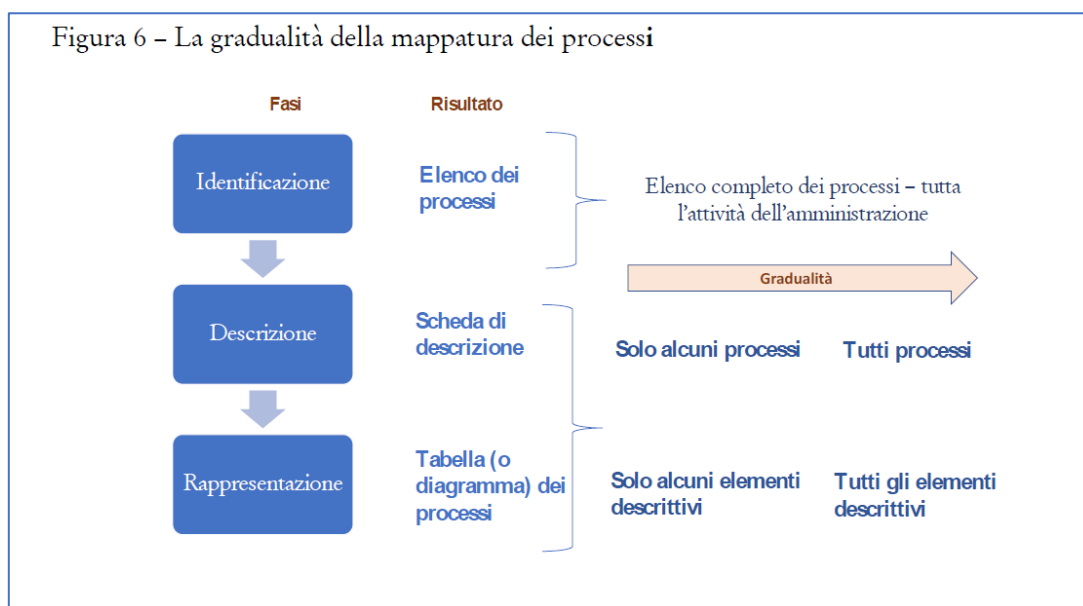 Figura 6 – La gradualità della mappatura dei processi
Fasi
Risultato
Identificazione
Elenco dei
processi
Elenco completo dei processi – tutta
l'attività dell'amministrazione
Gradualità
Descrizione
Scheda di
descrizione
Solo alcuni processi
Tutti processi
Rappresentazione
Tabella (o
diagramma) dei
processi
Solo alcuni elementi
descrittivi
Tutti gli elementi
descrittivi